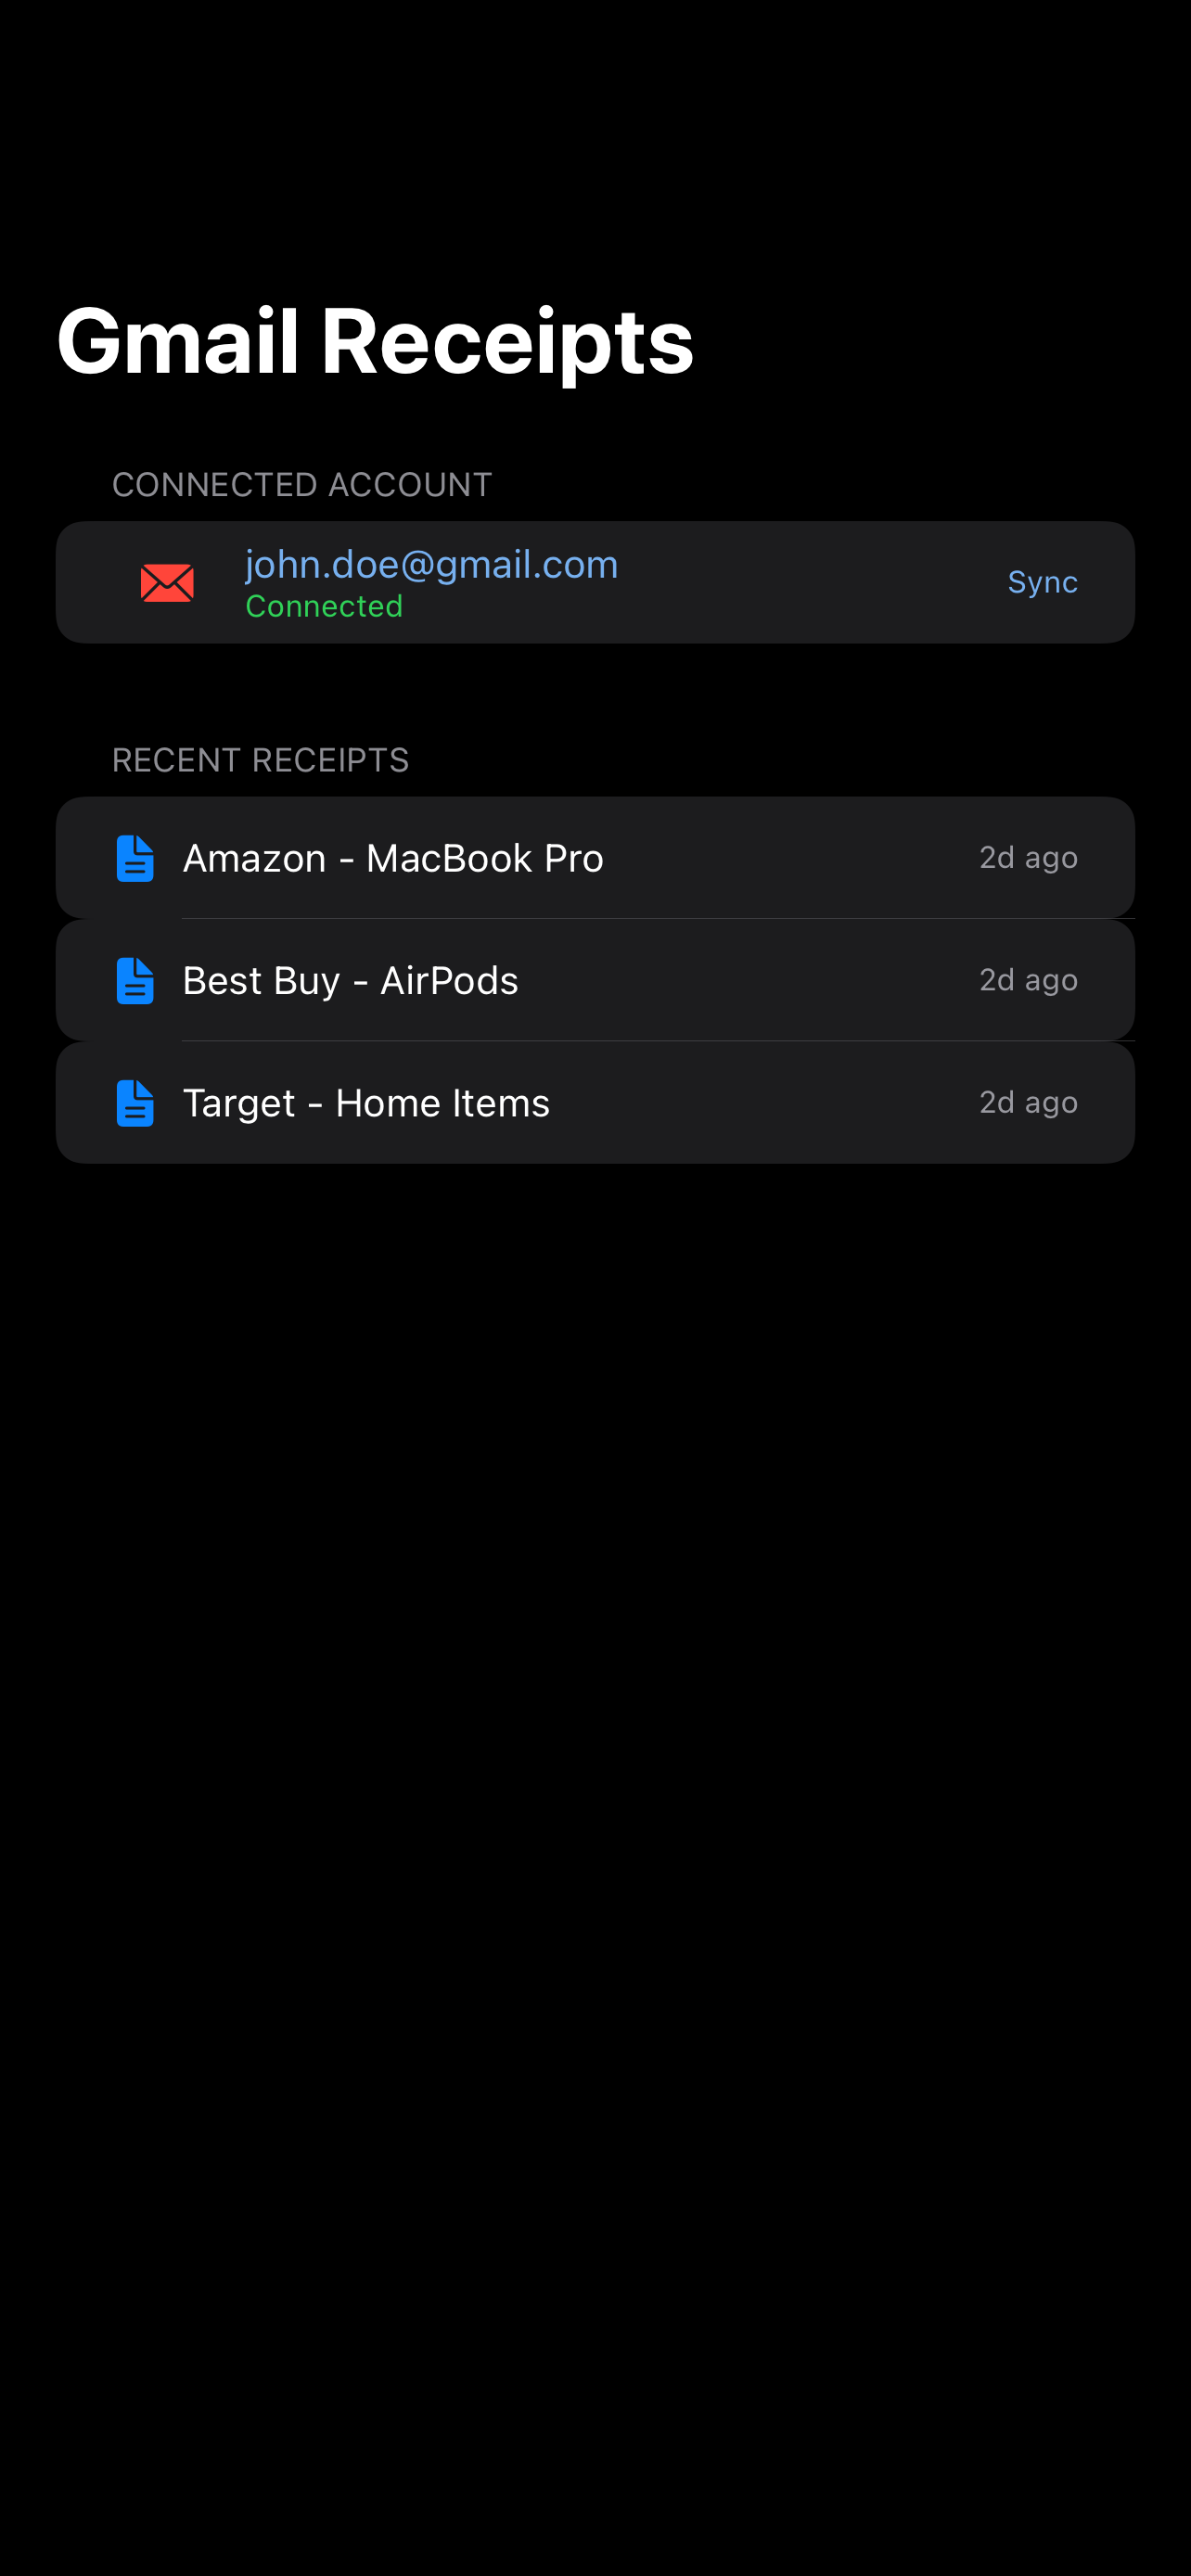 Gmail Receipts
CONNECTED ACCOUNT
john.doe@gmail.com
Connected
Sync
RECENT RECEIPTS
Amazon - MacBook Pro
2d ago
Best Buy - AirPods
2d ago
Target - Home Items
2d ago